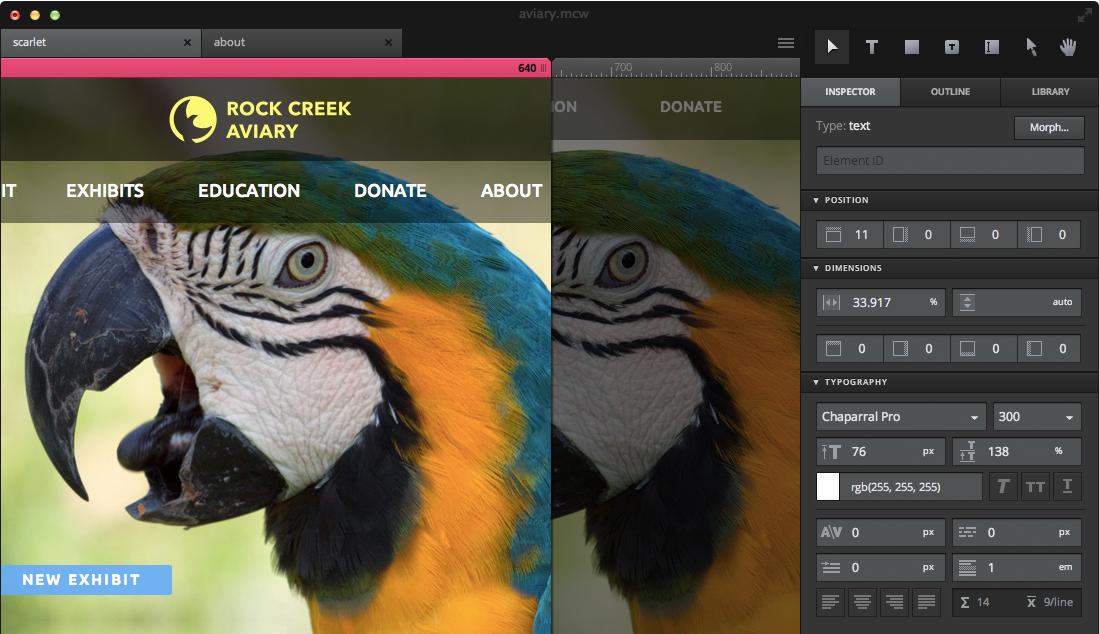 aviary.mcw
scarlet ×
about ×
640
700
800
ROCK CREEK
AVIARY
ION
DONATE
IT
EXHIBITS
EDUCATION
DONATE
ABOUT
NEW EXHIBIT
T
T
INSPECTOR
OUTLINE
LIBRARY
Type: text
Morph...
Element ID
▼ POSITION
11
0
0
0
▼ DIMENSIONS
33.917 %
auto
0
0
0
0
▼ TYPOGRAPHY
Chaparral Pro
300
T 76 px
138 %
rgb(255, 255, 255)
T
TT
T
A\V 0 px
0 px
0 px
1 em
Σ 14
x̅ 9/line